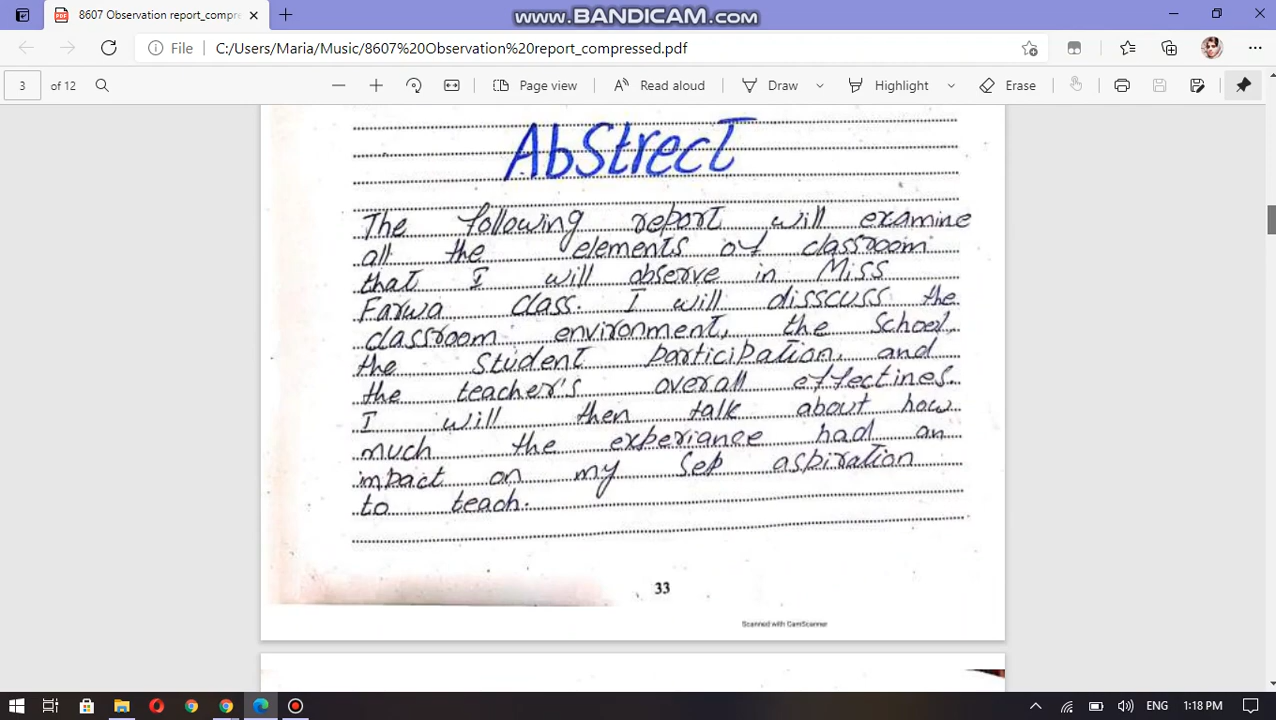 8607 Observation report_compre
www.BANDICAM.com
File C:/Users/Maria/Music/8607%20Observation%20report_compressed.pdf
3 of 12 Page view Read aloud Draw Highlight Erase
AbstrecT
The following report will examine
all the elements of classroom
that I will observe in Miss
Farwa class. I will disscuss the
classroom environment, the School,
the Student participation, and
the teacher's overall effectines.
I will then talk about how
much the experiance had an
impact on my Sep aspiration
to teach.
33
Scanned with CamScanner
ENG 1:18 PM